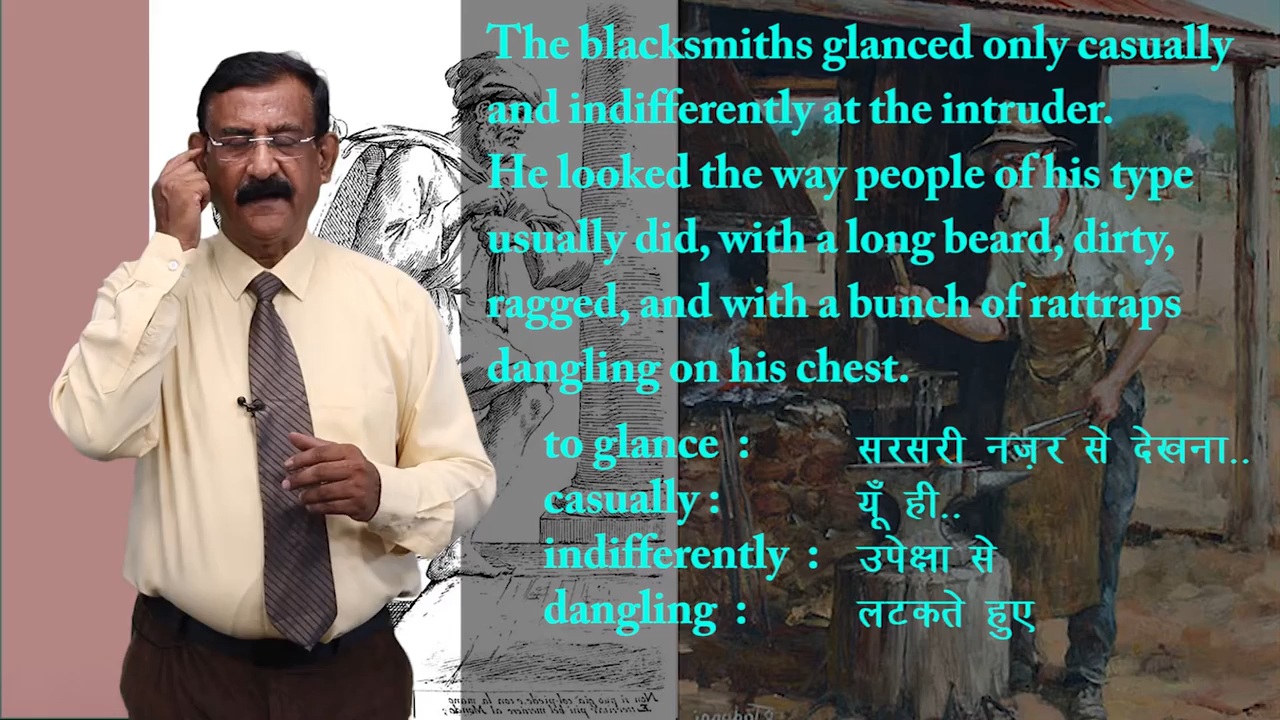 The blacksmiths glanced only casually
and indifferently at the intruder.
He looked the way people of his type
usually did, with a long beard, dirty,
ragged, and with a bunch of rattraps
dangling on his chest.
to glance : सरसरी नज़र से देखना..
casually : यूँ ही..
indifferently : उपेक्षा से
dangling : लटकते हुए